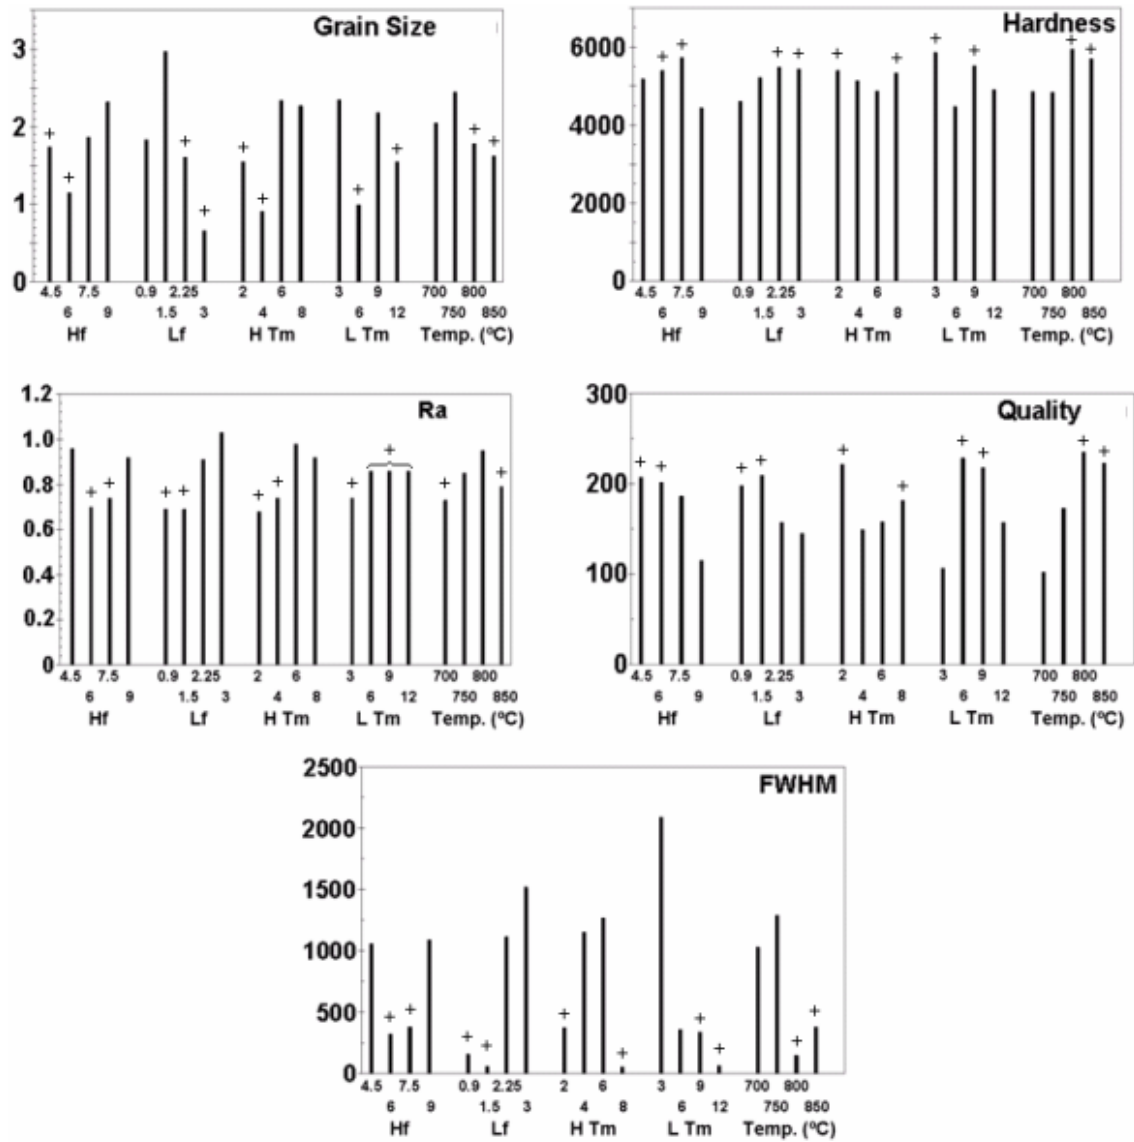 Grain Size
3
2
1
0
4.5 7.5 0.9 2.25 2 6 3 9 700 800
6 9 1.5 3 4 8 6 12 750 850
Hf Lf H Tm L Tm Temp. (ºC)
Hardness
6000
4000
2000
0
4.5 7.5 0.9 2.25 2 6 3 9 700 800
6 9 1.5 3 4 8 6 12 750 850
Hf Lf H Tm L Tm Temp. (ºC)
Ra
1.2
1.0
0.8
0.6
0.4
0.2
0
4.5 7.5 0.9 2.25 2 6 3 9 700 800
6 9 1.5 3 4 8 6 12 750 850
Hf Lf H Tm L Tm Temp. (ºC)
Quality
300
200
100
0
4.5 7.5 0.9 2.25 2 6 3 9 700 800
6 9 1.5 3 4 8 6 12 750 850
Hf Lf H Tm L Tm Temp. (ºC)
FWHM
2500
2000
1500
1000
500
0
4.5 7.5 0.9 2.25 2 6 3 9 700 800
6 9 1.5 3 4 8 6 12 750 850
Hf Lf H Tm L Tm Temp. (ºC)